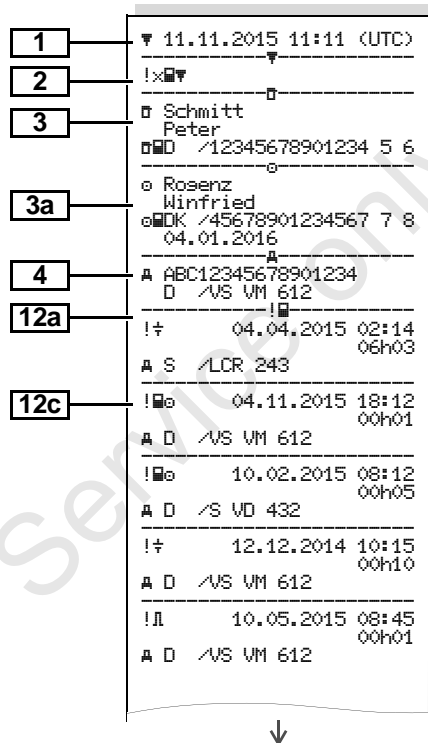 1 ▼ 11.11.2015 11:11 (UTC)
2 !×▼
3 Schmitt
Peter
D /12345678901234 5 6
3a Rogenz
Winfried
DK /45678901234567 7 8
04.01.2016
4 A ABC12345678901234
D /VS VM 612
12a !÷ 04.04.2015 02:14
06h03
A S /LCR 243
12c ! 04.11.2015 18:12
00h01
A D /VS VM 612
! 10.02.2015 08:12
00h05
A D /S VD 432
!÷ 12.12.2014 10:15
00h10
A D /VS VM 612
! 10.05.2015 08:45
00h01
A D /VS VM 612
Service only